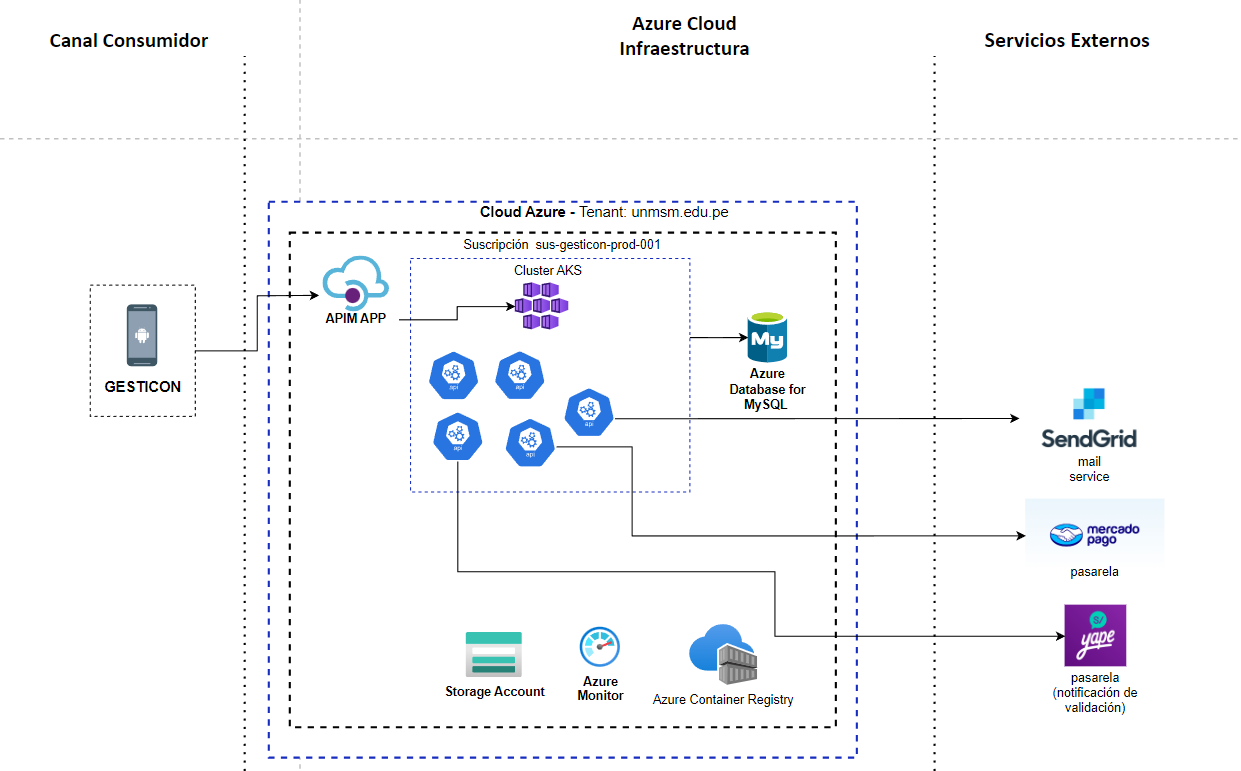 Canal Consumidor
Azure Cloud
Infraestructura
Servicios Externos
Cloud Azure - Tenant: unmsm.edu.pe
Suscripción sus-gesticon-prod-001
Cluster AKS
APIM APP
GESTICON
My
Azure
Database for
MySQL
api
api
api
api
api
SendGrid
mail
service
mercado
pago
pasarela
S/
yape
pasarela
(notificación de
validación)
Storage Account
Azure
Monitor
Azure Container Registry